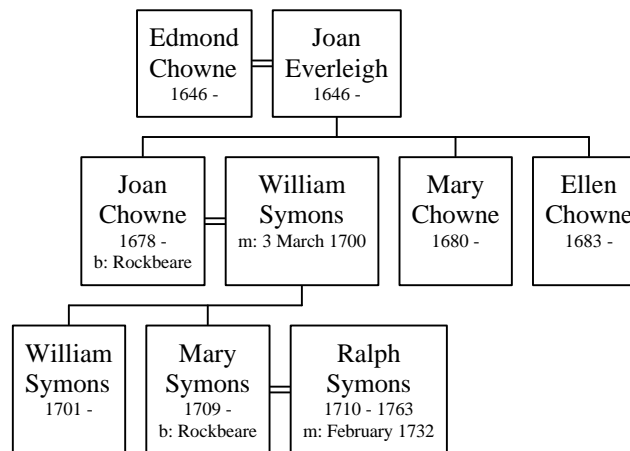 Edmond
Chowne
1646 -
Joan
Everleigh
1646 -
Joan
Chowne
1678 -
b: Rockbeare
William
Symons
m: 3 March 1700
Mary
Chowne
1680 -
Ellen
Chowne
1683 -
William
Symons
1701 -
Mary
Symons
1709 -
b: Rockbeare
Ralph
Symons
1710 - 1763
m: February 1732